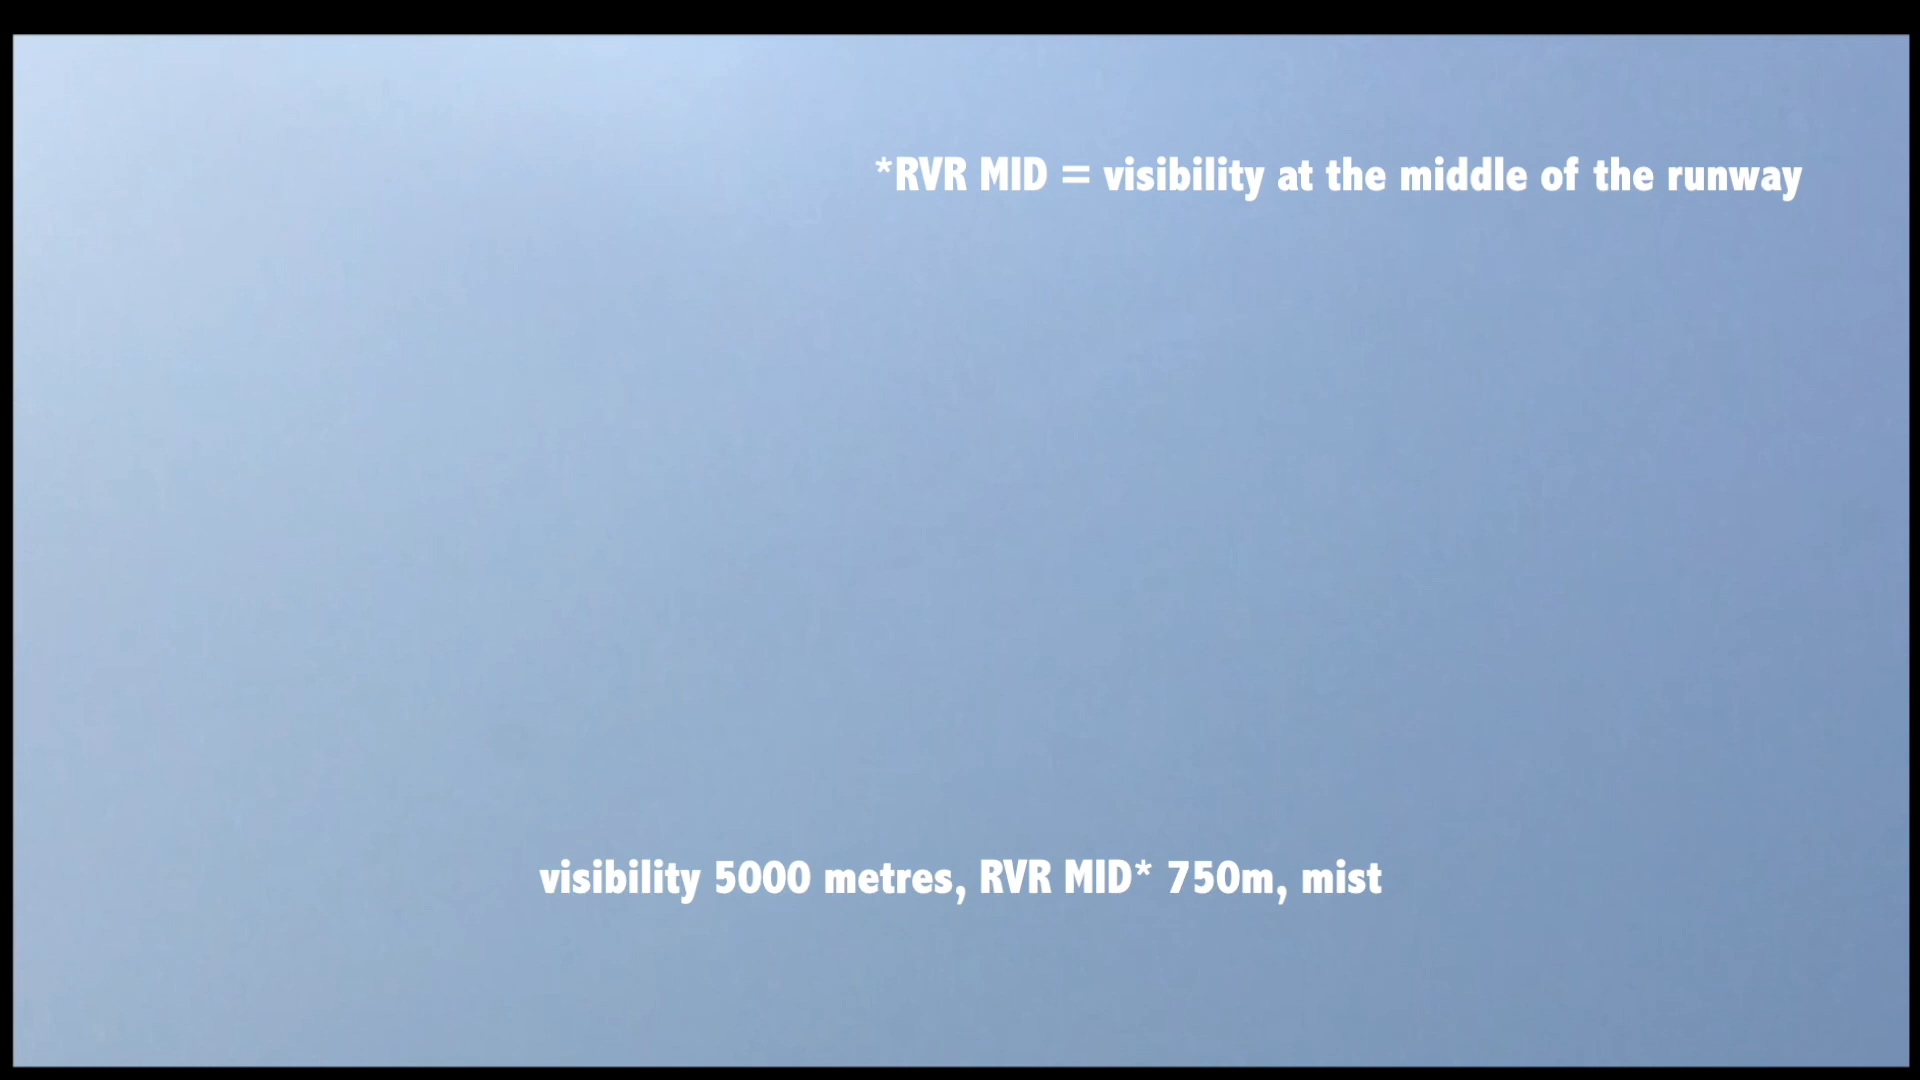 *RVR MID = visibility at the middle of the runway
visibility 5000 metres, RVR MID* 750m, mist